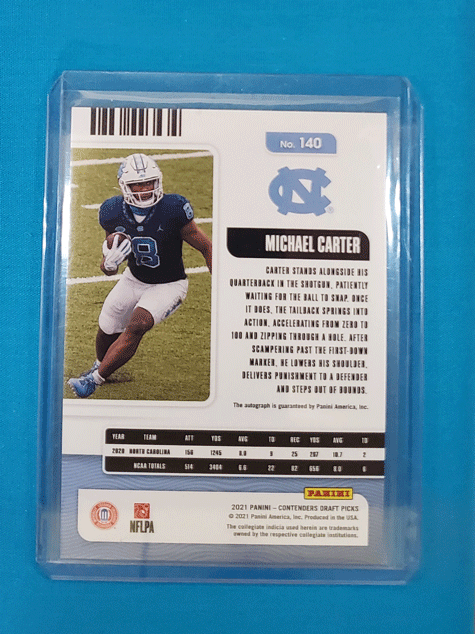 No. 140
NC
MICHAEL CARTER
8
CARTER STANDS ALONGSIDE HIS
QUARTERBACK IN THE SHOTGUN, PATIENTLY
WAITING FOR THE BALL TO SNAP. ONCE
IT DOES, THE TAILBACK SPRINGS INTO
ACTION, ACCELERATING FROM ZERO TO
100 AND ZIPPING THROUGH A HOLE. AFTER
SCAMPERING PAST THE FIRST-DOWN
MARKER, HE LOWERS HIS SHOULDER,
DELIVERS PUNISHMENT TO A DEFENDER
AND STEPS OUT OF BOUNDS.
The autograph is guaranteed by Panini America, Inc.
YEAR TEAM ATT YDS AVG TD REC YDS AVG TD
2020 NORTH CAROLINA 156 1245 8.0 9 25 267 10.7 2
NCAA TOTALS 514 3404 6.6 22 82 656 8.0 6
PANINI
NFLPA
2021 PANINI – CONTENDERS DRAFT PICKS
© 2021 Panini America, Inc. Produced in the USA.
The collegiate indicia used herein are trademarks
owned by the respective collegiate institutions.